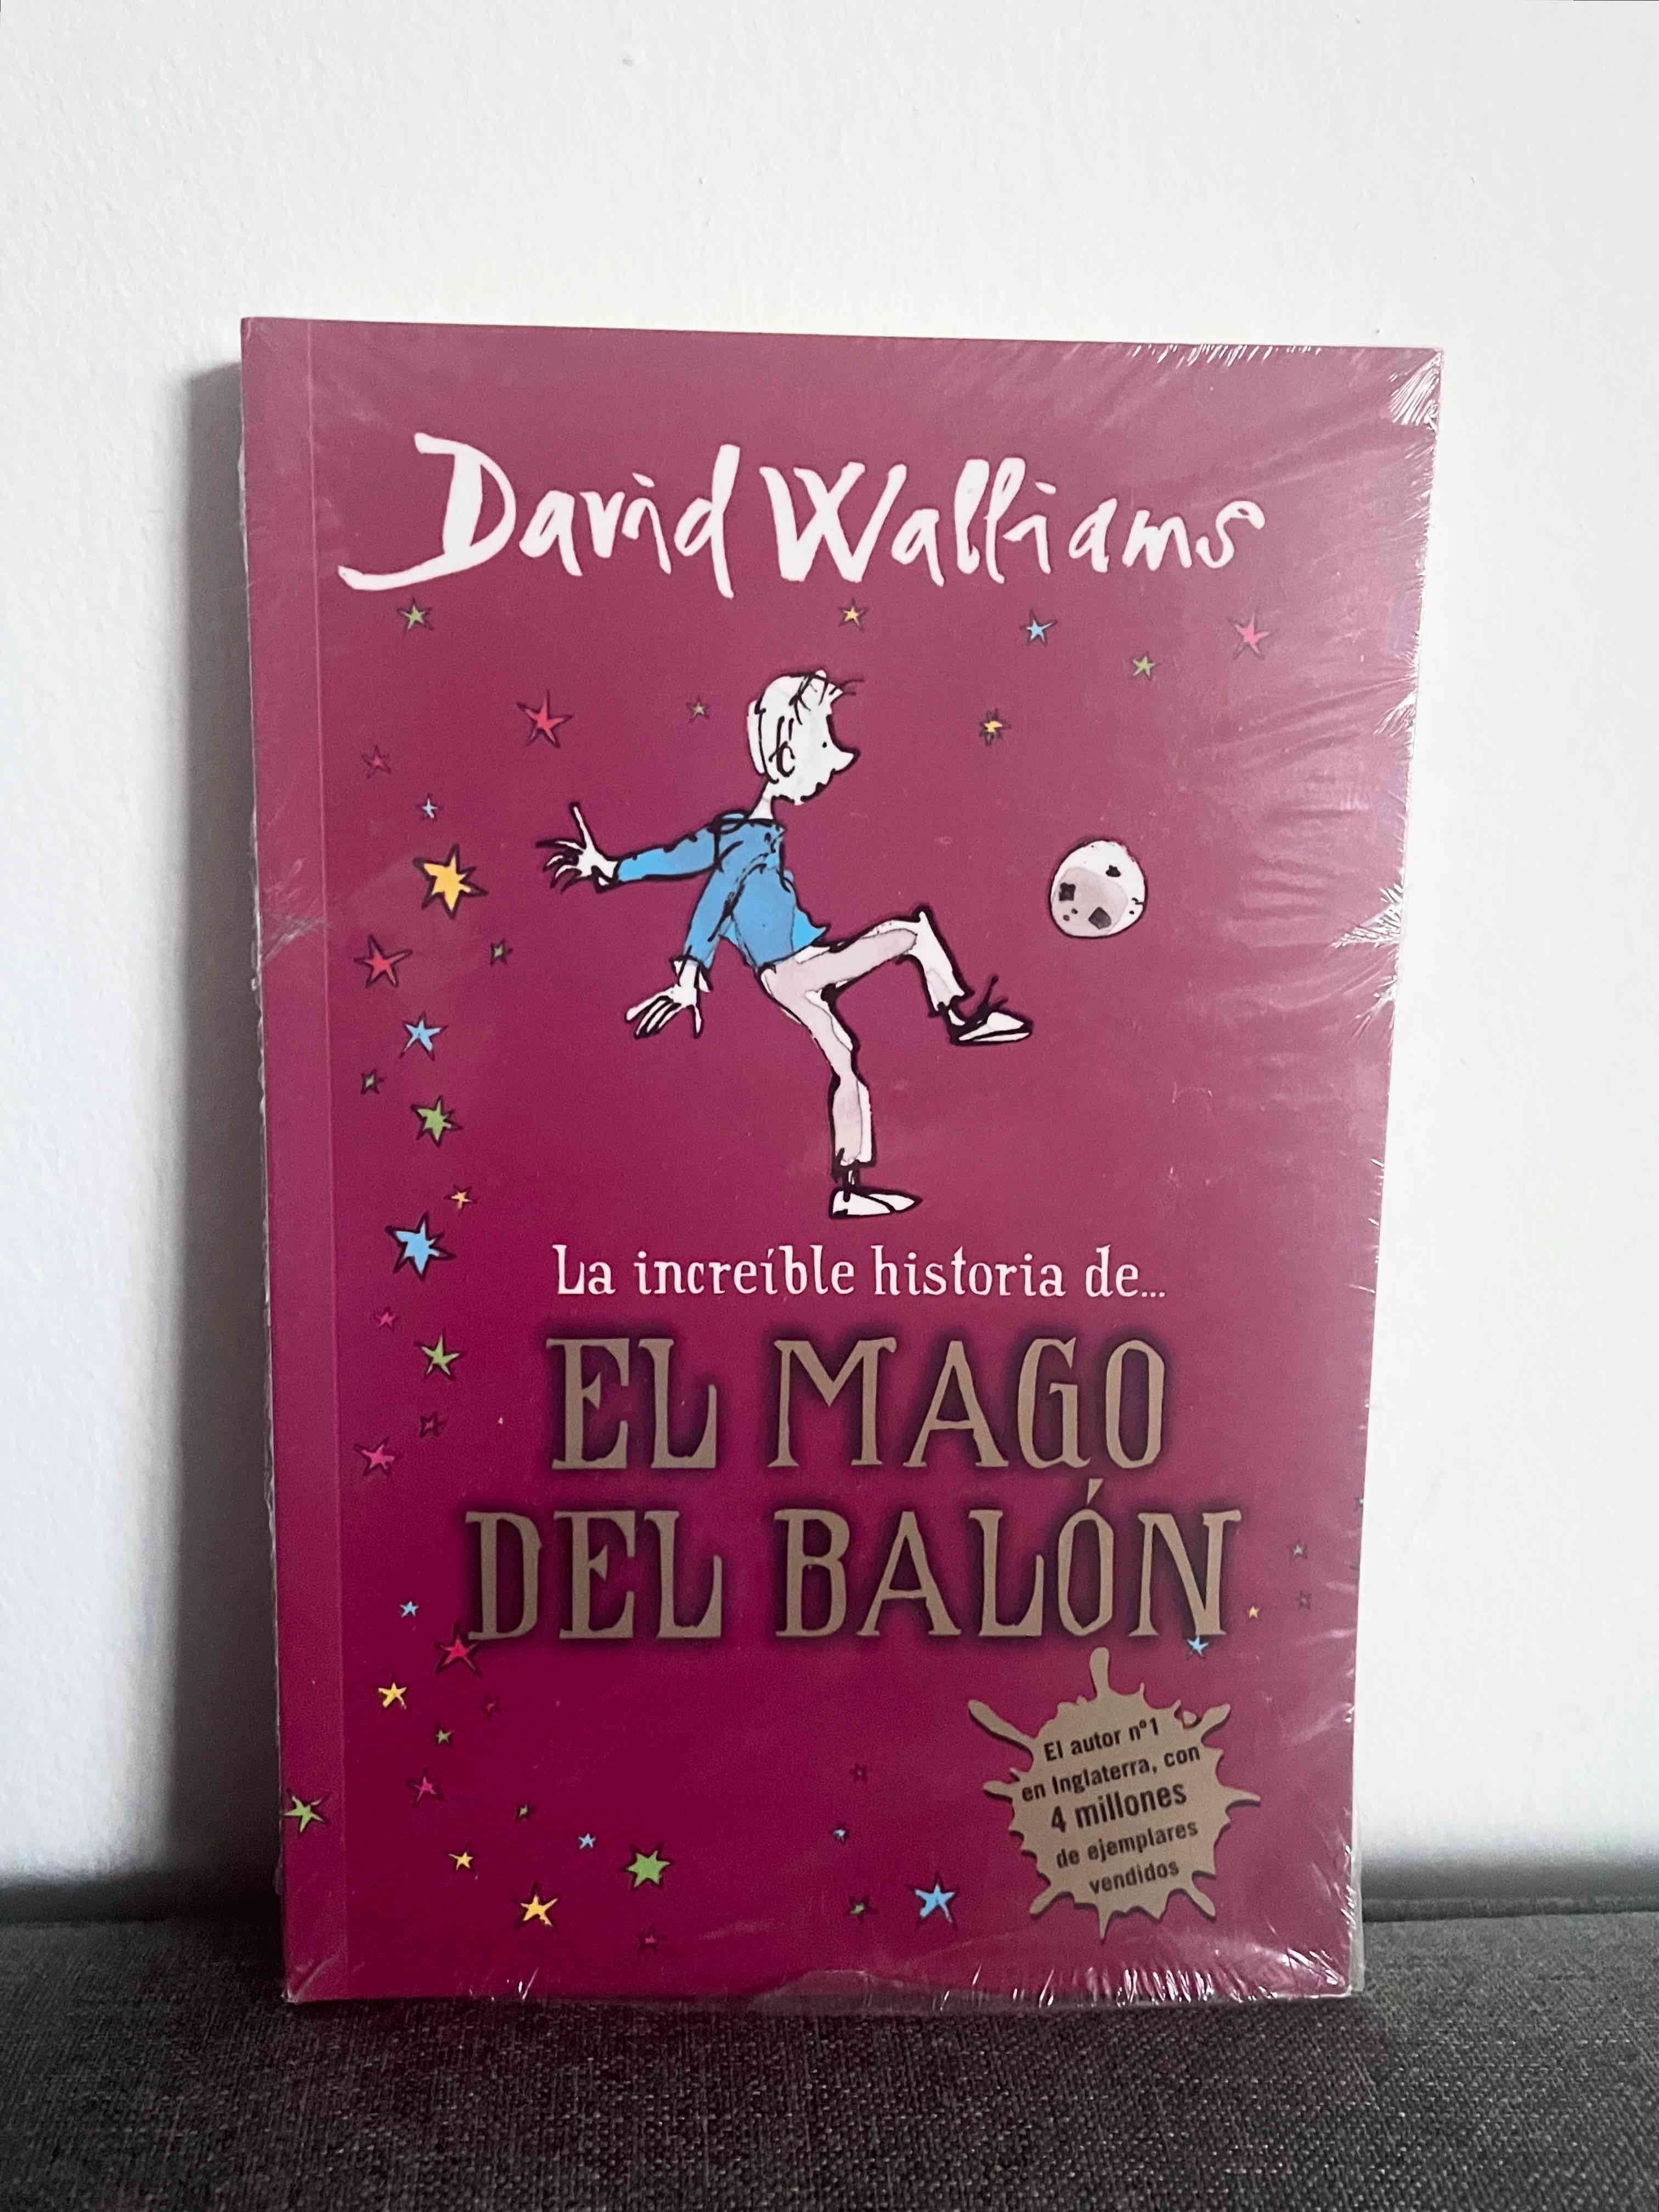 David Walliams
La increíble historia de...
EL MAGO
DEL BALÓN
El autor nº1
en Inglaterra, con
4 millones
de ejemplares
vendidos